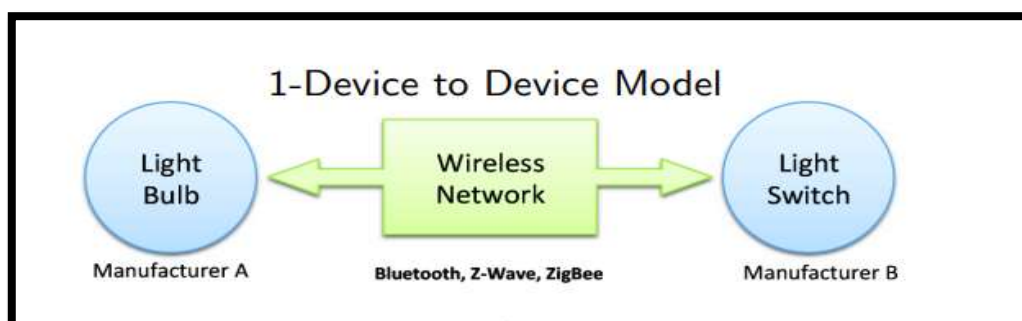 1-Device to Device Model
Light
Bulb
Wireless
Network
Light
Switch
Manufacturer A
Bluetooth, Z-Wave, ZigBee
Manufacturer B